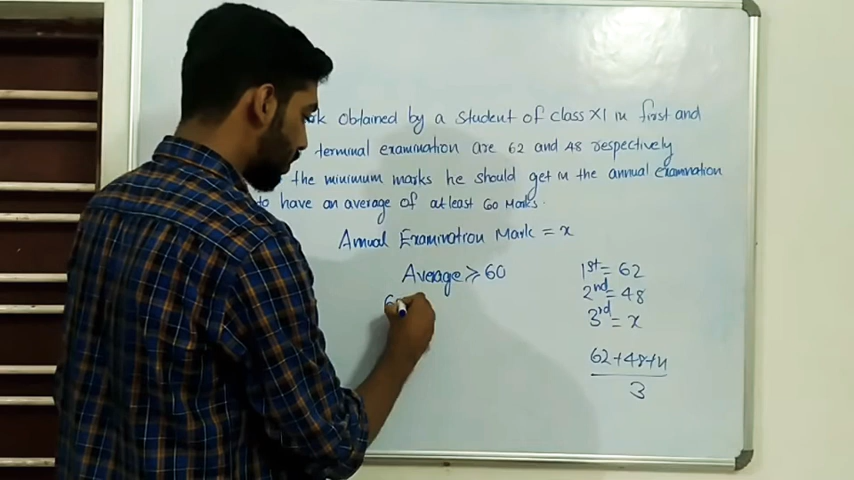 obtained by a student of class XI in first and
terminal examination are 62 and 48 respectively
the minimum marks he should get in the annual examination
to have an average of at least 60 Marks.
Annual Examination Mark = x
Average ⩾ 60
6
1st = 62
2nd = 48
3rd = x
62+48+x
3